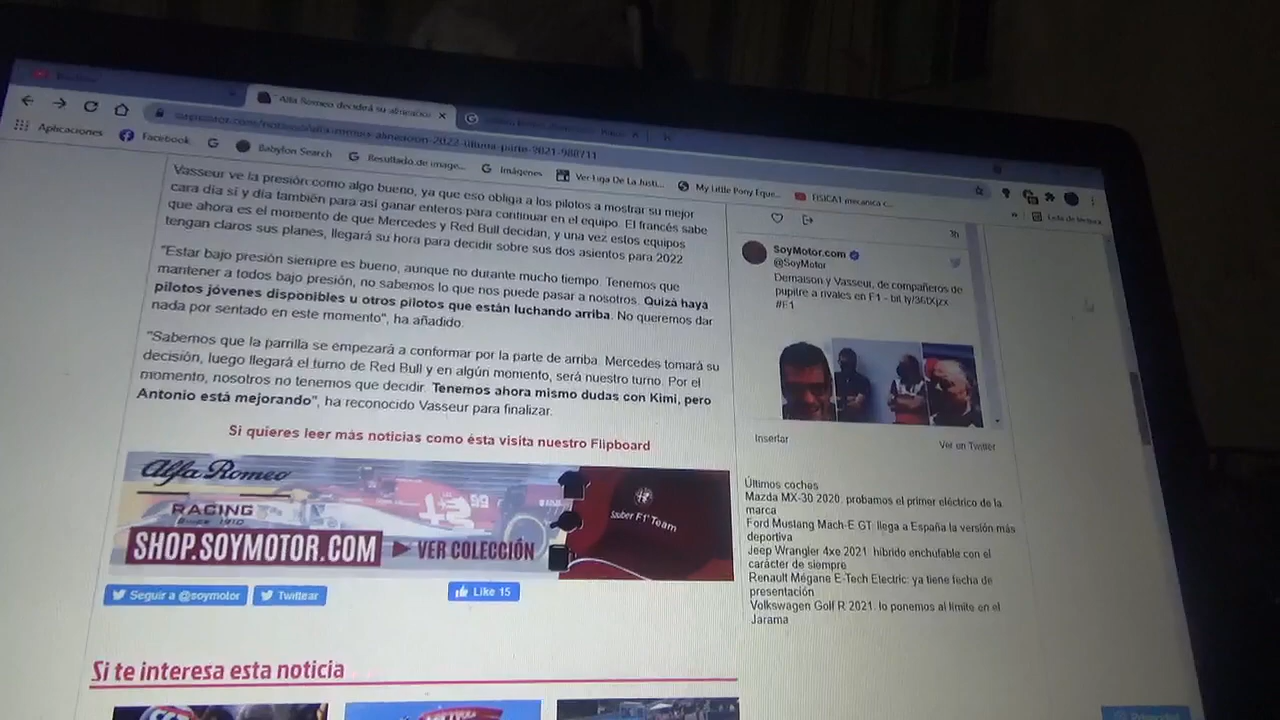 Alfa Romeo decidirá su alineació
alineacion-2022-ultima-parte-2021-988711
Aplicaciones
Facebook
Babylon Search
Resultado de image...
Imágenes
Ver Liga De La Justi...
My Little Pony Eque...
FISICA1 mecanica c...
Lista de lectura
Vasseur ve la presión como algo bueno, ya que eso obliga a los pilotos a mostrar su mejor
cara día sí y día también para así ganar enteros para continuar en el equipo. El francés sabe
que ahora es el momento de que Mercedes y Red Bull decidan, y una vez estos equipos
tengan claros sus planes, llegará su hora para decidir sobre sus dos asientos para 2022
"Estar bajo presión siempre es bueno, aunque no durante mucho tiempo. Tenemos que
mantener a todos bajo presión, no sabemos lo que nos puede pasar a nosotros. Quizá haya
pilotos jóvenes disponibles u otros pilotos que están luchando arriba. No queremos dar
nada por sentado en este momento", ha añadido.
"Sabemos que la parrilla se empezará a conformar por la parte de arriba. Mercedes tomará su
decisión, luego llegará el turno de Red Bull y en algún momento, será nuestro turno. Por el
momento, nosotros no tenemos que decidir. Tenemos ahora mismo dudas con Kimi, pero
Antonio está mejorando", ha reconocido Vasseur para finalizar.
Si quieres leer más noticias como ésta visita nuestro Flipboard
Alfa Romeo
RACING
Since 1910
99
Sauber F1 Team
SHOP.SOYMOTOR.COM
VER COLECCIÓN
Seguir a @soymotor
Twittear
Like 15
Si te interesa esta noticia
3h
SoyMotor.com
@SoyMotor
Demaison y Vasseur, de compañeros de
pupitre a rivales en F1 -
#F1
Insertar
Ver en Twitter
Últimos coches
Mazda MX-30 2020: probamos el primer eléctrico de la
marca
Ford Mustang Mach-E GT: llega a España la versión más
deportiva
Jeep Wrangler 4xe 2021: híbrido enchufable con el
carácter de siempre
Renault Mégane E-Tech Electric: ya tiene fecha de
presentación
Volkswagen Golf R 2021: lo ponemos al límite en el
Jarama